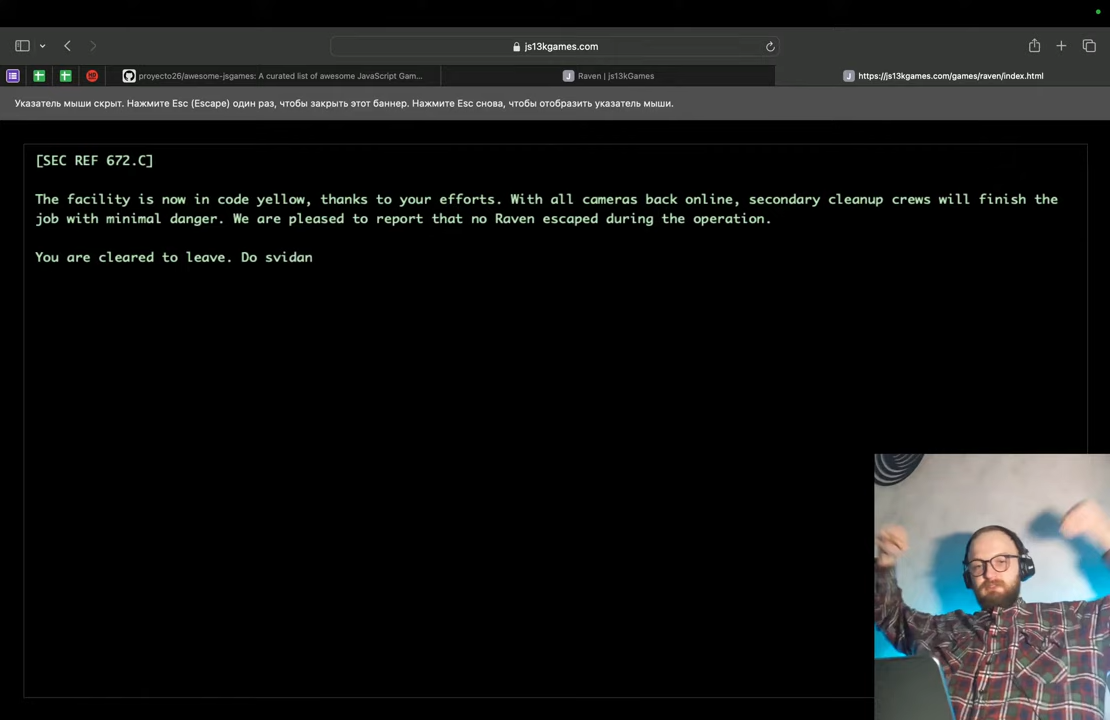 js13kgames.com
proyecto26/awesome-jsgames: A curated list of awesome JavaScript Gam...
Raven | js13kGames
https://js13kgames.com/games/raven/index.html
Указатель мыши скрыт. Нажмите Esc (Escape) один раз, чтобы закрыть этот баннер. Нажмите Esc снова, чтобы отобразить указатель мыши.
[SEC REF 672.C]
The facility is now in code yellow, thanks to your efforts. With all cameras back online, secondary cleanup crews will finish the
job with minimal danger. We are pleased to report that no Raven escaped during the operation.
You are cleared to leave. Do svidan